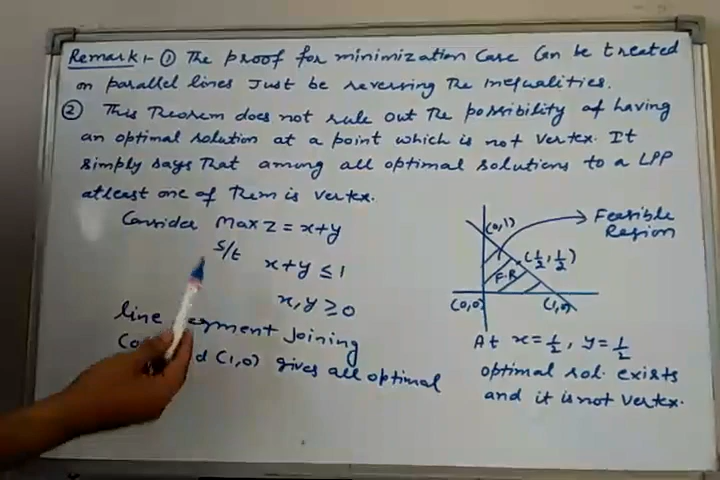 Remark:- ① The proof for minimization case can be treated
on parallel lines Just be reversing the inequalities.
② This Theorem does not rule out the possibility of having
an optimal solution at a point which is not vertex. It
simply says that among all optimal solutions to a LPP
atleast one of them is vertex.
Consider Max z = x+y
S/t
x+y ≤ 1
x, y ≥ 0
line segment Joining
(1,0) gives all optimal
Feasible
Region
(0,1)
(½, ½)
F.R
(0,0)
(1,0)
At x = ½, y = ½
optimal sol. exists
and it is not vertex.